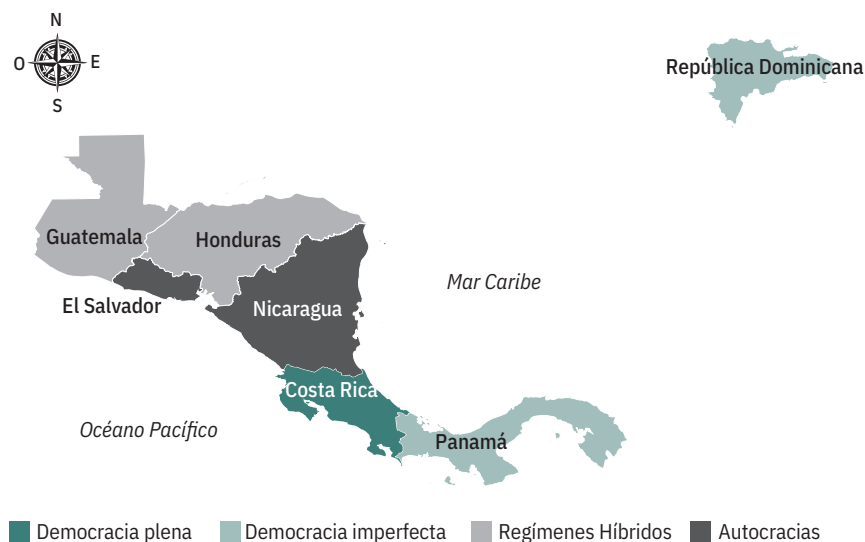 N
O
E
S
República Dominicana
Guatemala
Honduras
Mar Caribe
El Salvador
Nicaragua
Costa Rica
Océano Pacífico
Panamá
Democracia plena
Democracia imperfecta
Regímenes Híbridos
Autocracias